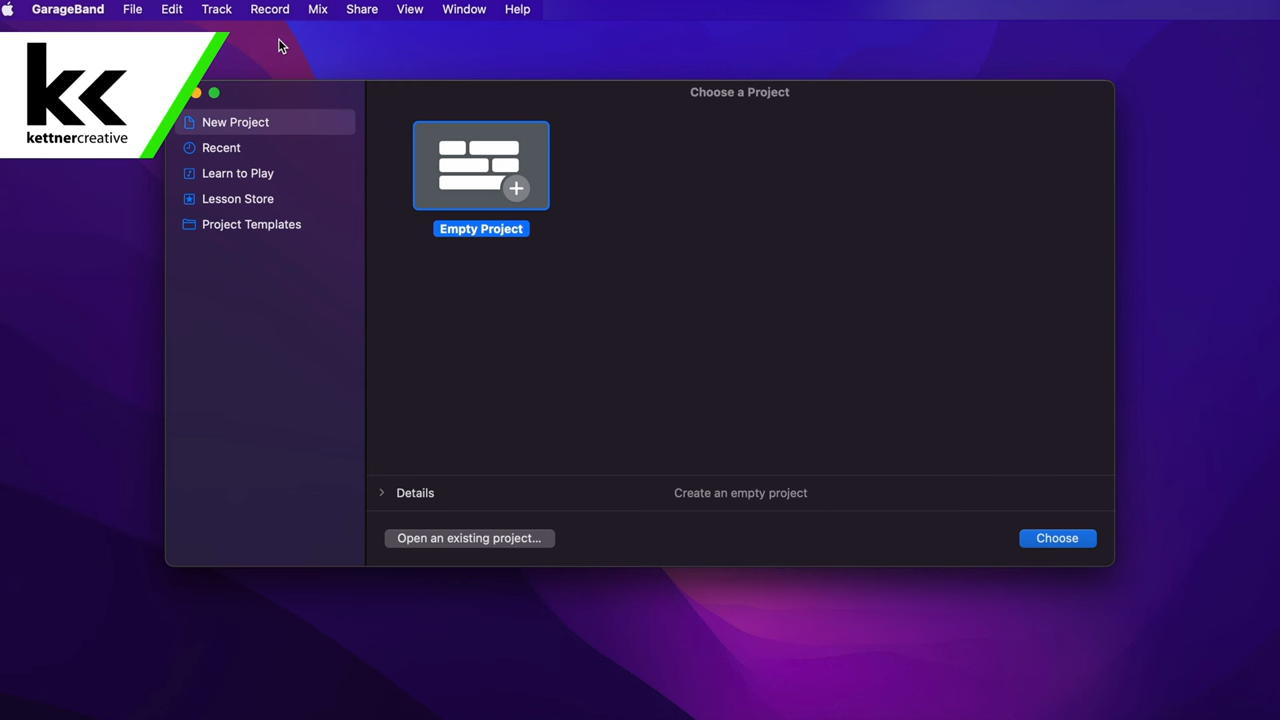 GarageBand File Edit Track Record Mix Share View Window Help
kc
kettnercreative
Choose a Project
New Project
Recent
Learn to Play
Lesson Store
Project Templates
Empty Project
Details
Create an empty project
Open an existing project...
Choose